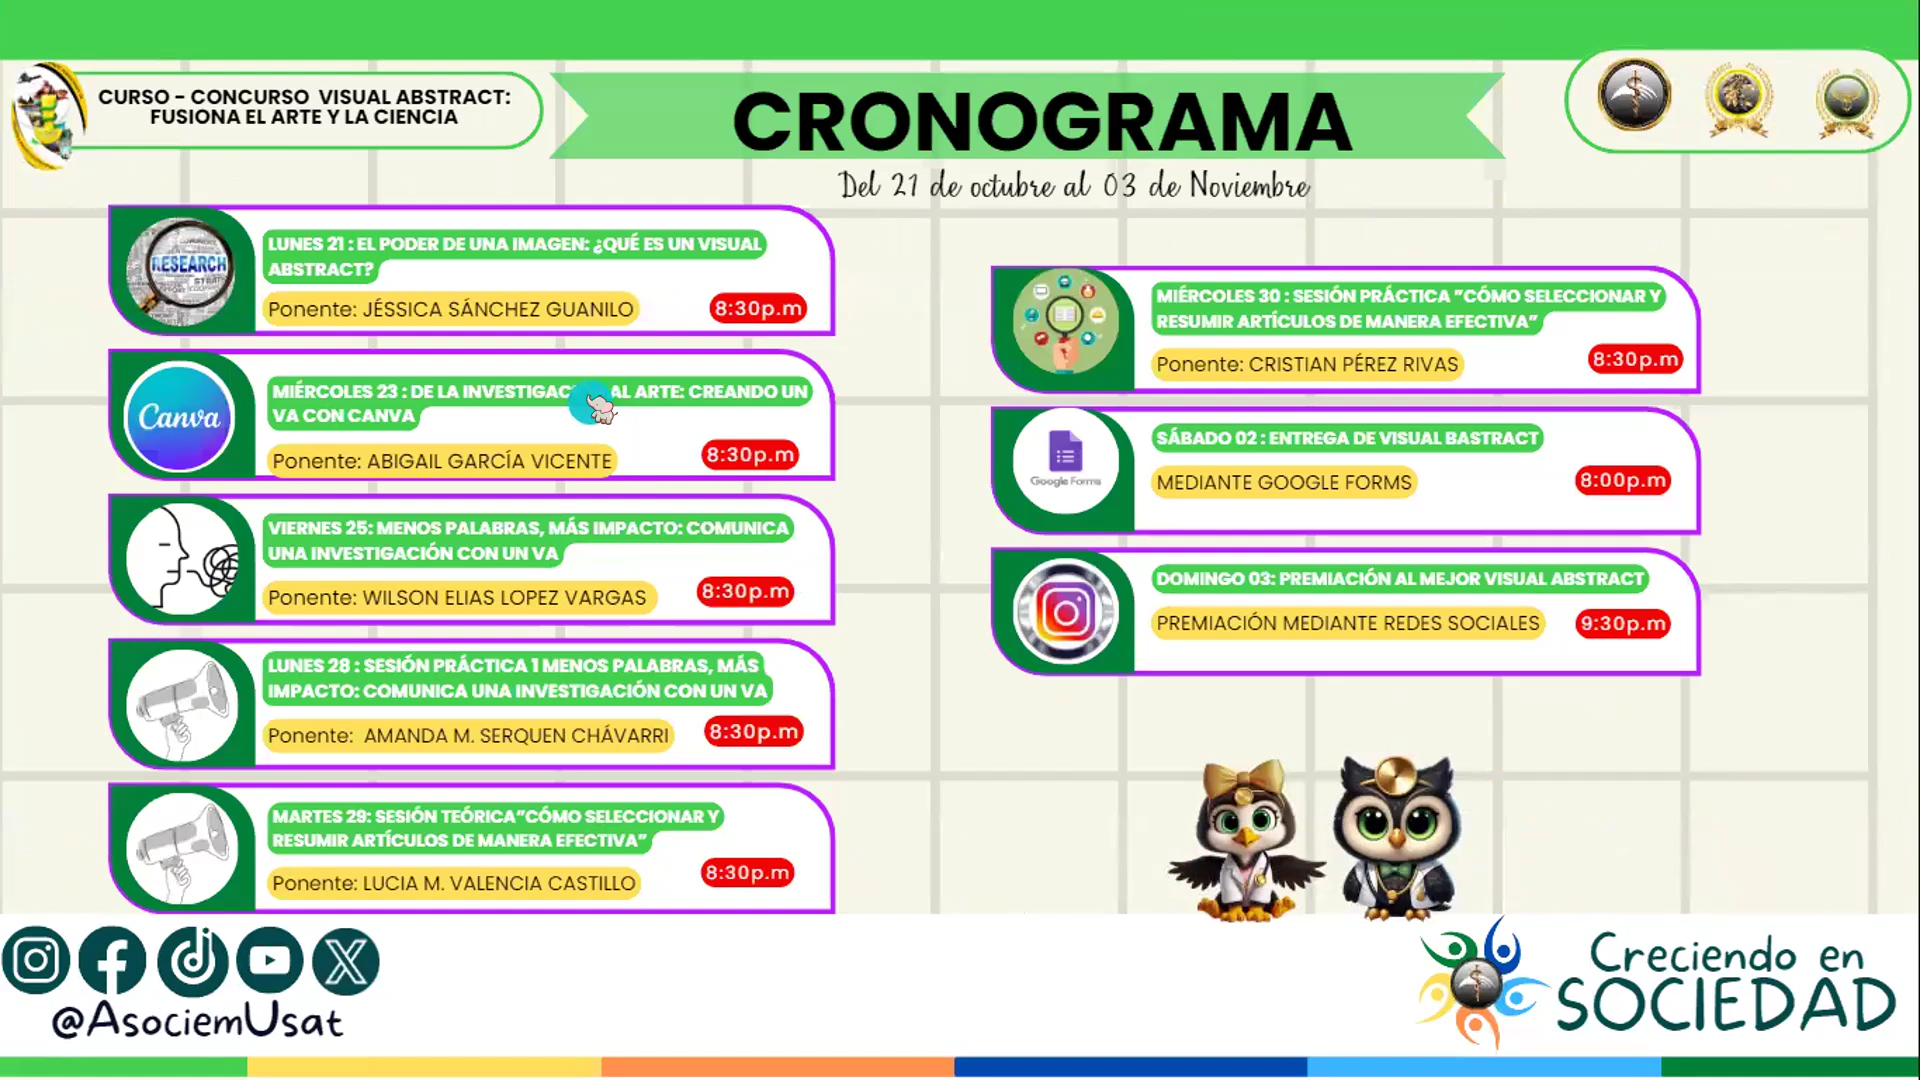 CURSO - CONCURSO VISUAL ABSTRACT:
FUSIONA EL ARTE Y LA CIENCIA
CRONOGRAMA
Del 21 de octubre al 03 de Noviembre
RESEARCH
LUNES 21 : EL PODER DE UNA IMAGEN: ¿QUÉ ES UN VISUAL
ABSTRACT?
Ponente: JÉSSICA SÁNCHEZ GUANILO
8:30p.m
Canva
MIÉRCOLES 23 : DE LA AL ARTE: CREANDO UN
VA CON CANVA
Ponente: ABIGAIL GARCÍA VICENTE
8:30p.m
VIERNES 25: MENOS PALABRAS, MÁS IMPACTO: COMUNICA
UNA INVESTIGACIÓN CON UN VA
Ponente: WILSON ELIAS LOPEZ VARGAS
8:30p.m
LUNES 28 : SESIÓN PRÁCTICA 1 MENOS PALABRAS, MÁS
IMPACTO: COMUNICA UNA INVESTIGACIÓN CON UN VA
Ponente: AMANDA M. SERQUEN CHÁVARRI
8:30p.m
MARTES 29: SESIÓN TEÓRICA"CÓMO SELECCIONAR Y
RESUMIR ARTÍCULOS DE MANERA EFECTIVA"
Ponente: LUCIA M. VALENCIA CASTILLO
8:30p.m
MIÉRCOLES 30 : SESIÓN PRÁCTICA "CÓMO SELECCIONAR Y
RESUMIR ARTÍCULOS DE MANERA EFECTIVA"
Ponente: CRISTIAN PÉREZ RIVAS
8:30p.m
Google Forms
SÁBADO 02 : ENTREGA DE VISUAL BASTRACT
MEDIANTE GOOGLE FORMS
8:00p.m
DOMINGO 03: PREMIACIÓN AL MEJOR VISUAL ABSTRACT
PREMIACIÓN MEDIANTE REDES SOCIALES
9:30p.m
@AsociemUsat
Creciendo en
SOCIEDAD